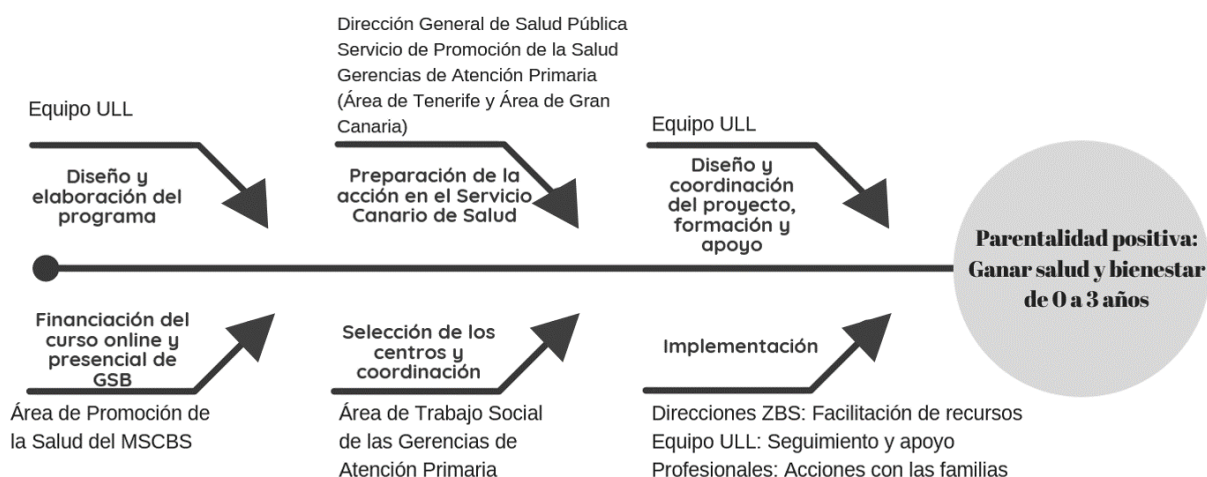 Equipo ULL
Diseño y
elaboración del
programa
Dirección General de Salud Pública
Servicio de Promoción de la Salud
Gerencias de Atención Primaria
(Área de Tenerife y Área de Gran
Canaria)
Preparación de la
acción en el Servicio
Canario de Salud
Equipo ULL
Diseño y
coordinación
del proyecto,
formación y
apoyo
Parentalidad positiva:
Ganar salud y bienestar
de 0 a 3 años
Financiación del
curso online y
presencial de
GSB
Área de Promoción de
la Salud del MSCBS
Selección de los
centros y
coordinación
Área de Trabajo Social
de las Gerencias de
Atención Primaria
Implementación
Direcciones ZBS: Facilitación de recursos
Equipo ULL: Seguimiento y apoyo
Profesionales: Acciones con las familias